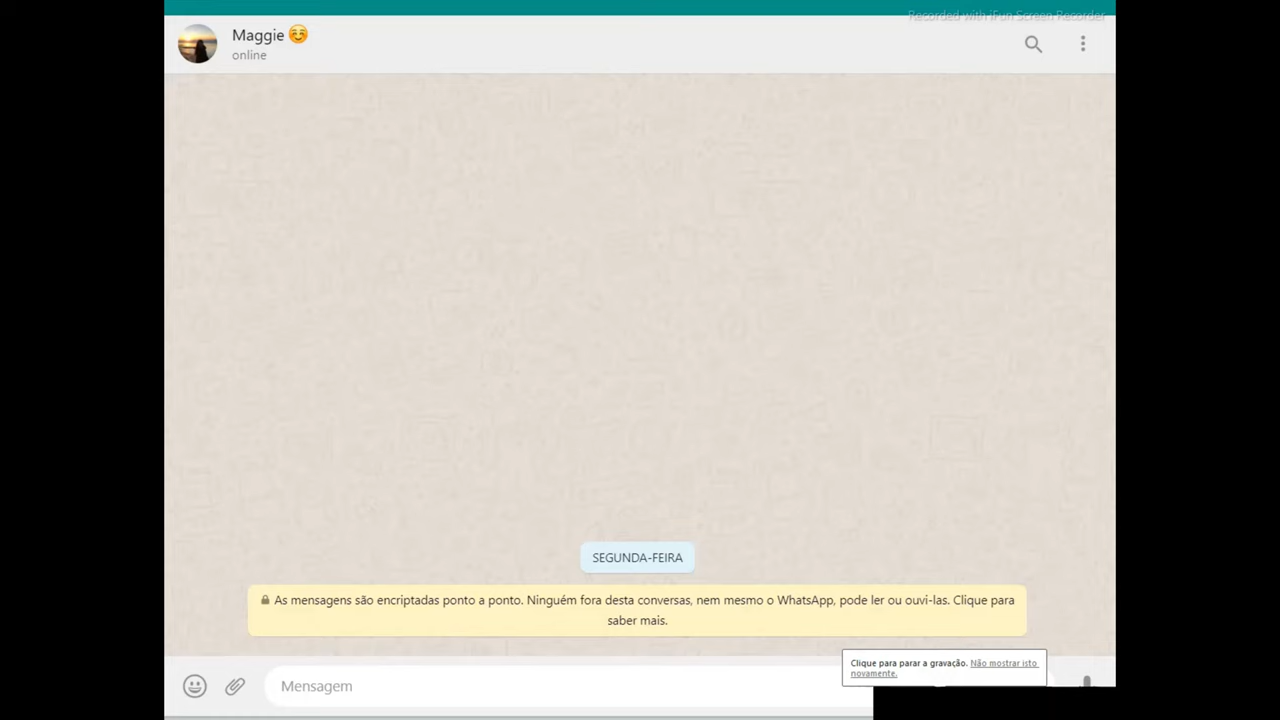 Recorded with iFun Screen Recorder
Maggie ☺️
online
SEGUNDA-FEIRA
As mensagens são encriptadas ponto a ponto. Ninguém fora desta conversas, nem mesmo o WhatsApp, pode ler ou ouvi-las. Clique para
saber mais.
Clique para parar a gravação. Não mostrar isto
novamente.
Mensagem